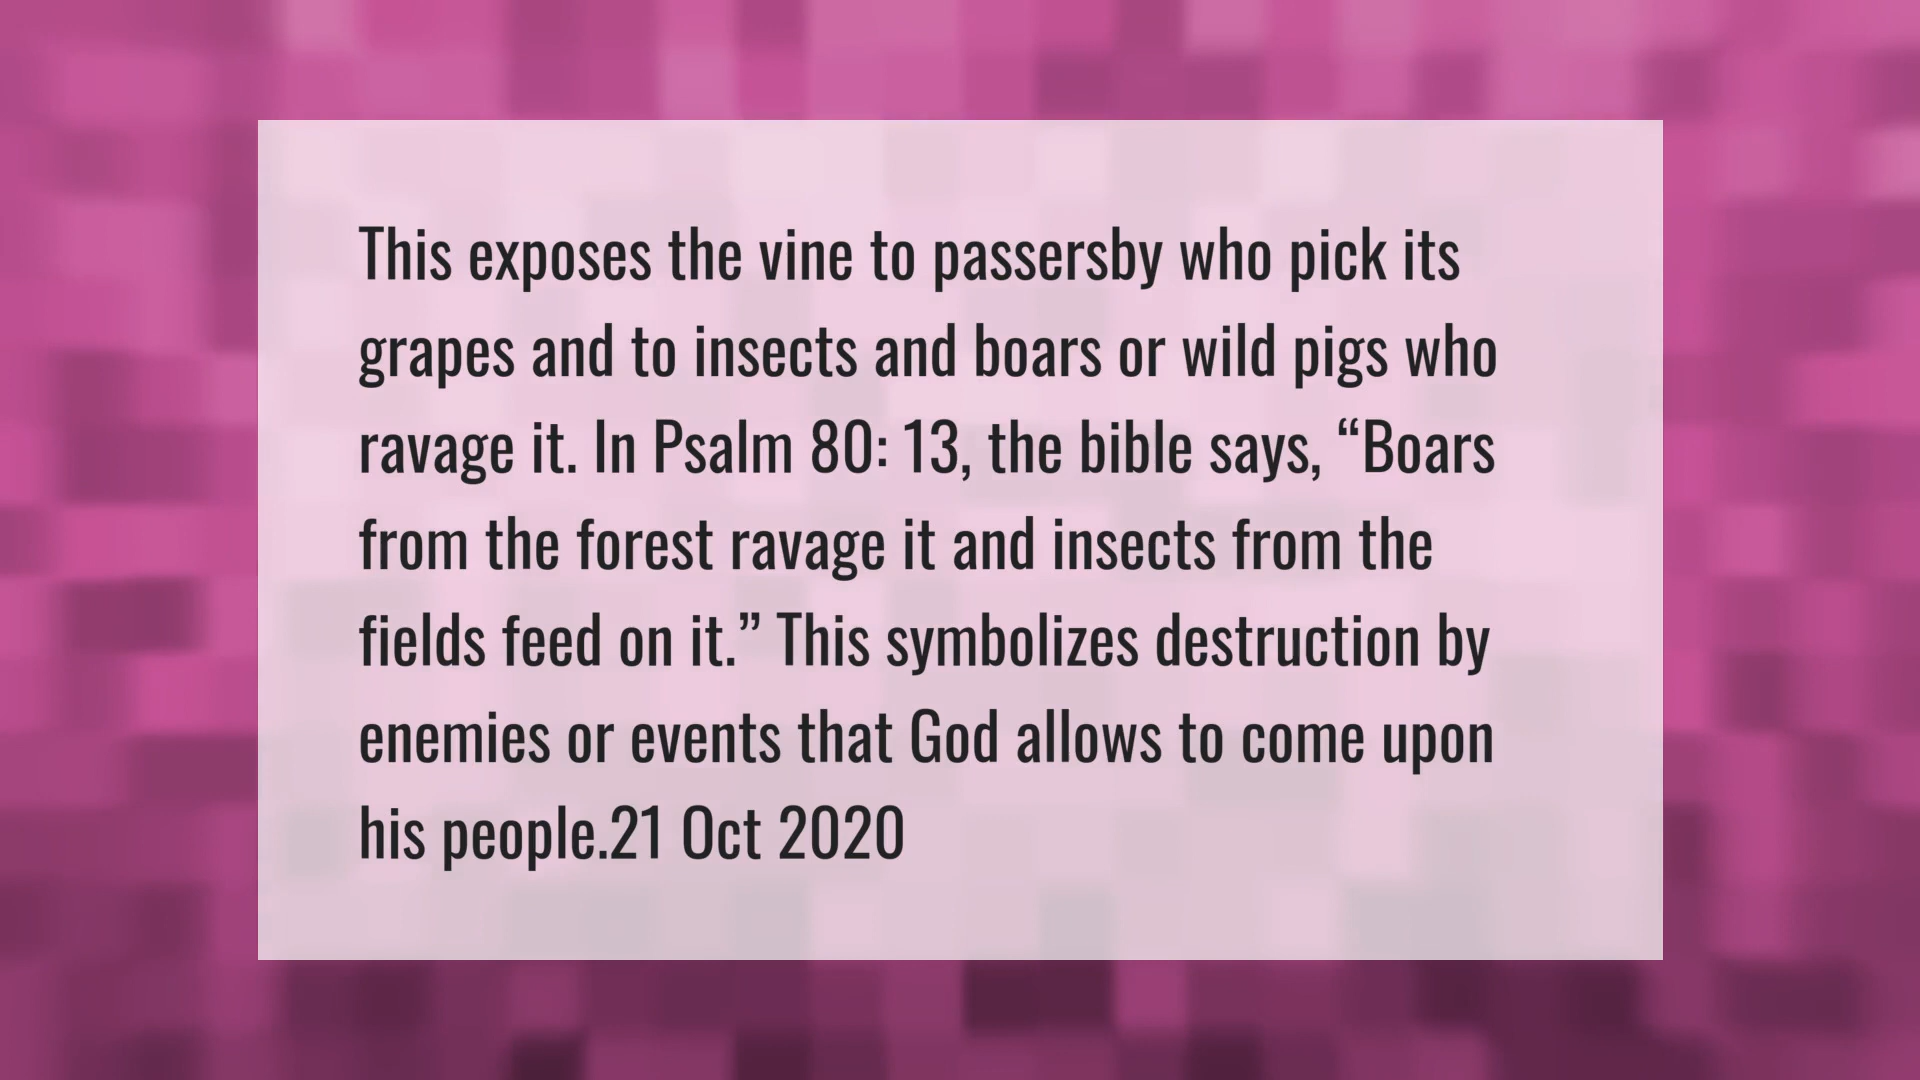 This exposes the vine to passersby who pick its
grapes and to insects and boars or wild pigs who
ravage it. In Psalm 80: 13, the bible says, “Boars
from the forest ravage it and insects from the
fields feed on it.” This symbolizes destruction by
enemies or events that God allows to come upon
his people.21 Oct 2020